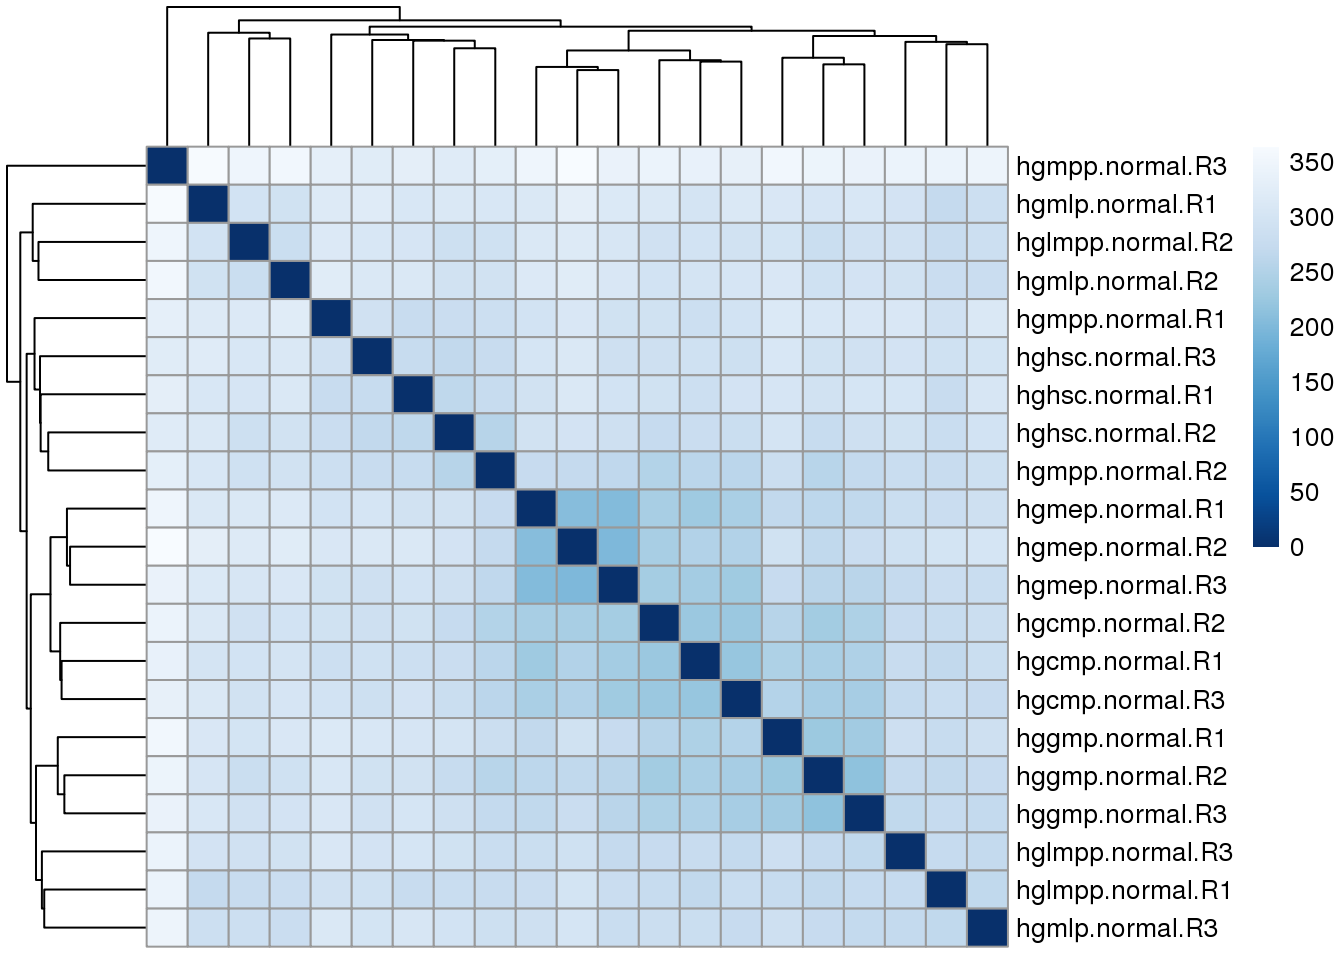 hgmpp.normal.R3
hgmlp.normal.R1
hglmpp.normal.R2
hgmlp.normal.R2
hgmpp.normal.R1
hghsc.normal.R3
hghsc.normal.R1
hghsc.normal.R2
hgmpp.normal.R2
hgmep.normal.R1
hgmep.normal.R2
hgmep.normal.R3
hgcmp.normal.R2
hgcmp.normal.R1
hgcmp.normal.R3
hggmp.normal.R1
hggmp.normal.R2
hggmp.normal.R3
hglmpp.normal.R3
hglmpp.normal.R1
hgmlp.normal.R3
350
300
250
200
150
100
50
0